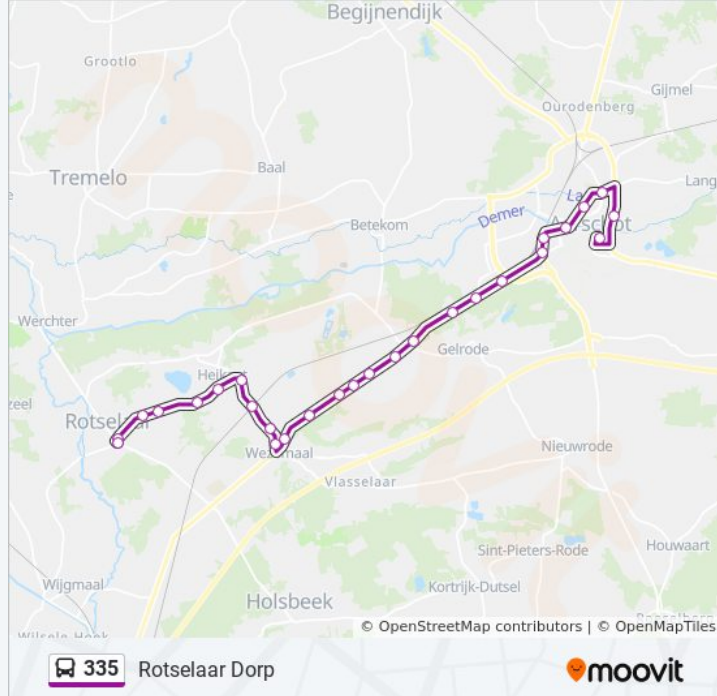 Begijnendijk
Grootlo
Gijmel
Ourodenberg
Baal
Tremelo
Betekom
Demer
Werchter
Gelrode
Rotselaar
Wezemaal
Nieuwrode
Vlasselaar
Sint-Pieters-Rode
Houwaart
Wijgmaal
Kortrijk-Dutsel
Holsbeek
© OpenStreetMap contributors | © OpenMapTiles
335 Rotselaar Dorp
moovit